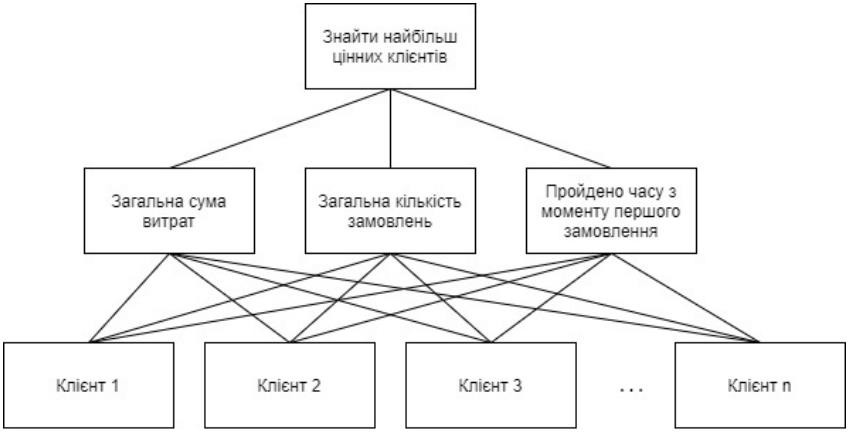 Знайти найбільш
цінних клієнтів
Загальна сума
витрат
Загальна кількість
замовлень
Пройдено часу з
моменту першого
замовлення
Клієнт 1
Клієнт 2
Клієнт 3
...
Клієнт n